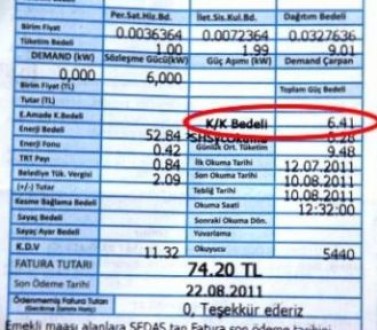 Per.Sat.Hiz.Bd. İlet.Sis.Kul.Bd. Dağıtım Bedeli
Birim Fiyat 0.0036364 0.0072364 0.0327636
Tüketim Bedeli 1.00 1.99 9.01
DEMAND (kW) Sözleşme Gücü(kW) Güç Aşımı (kW) Demand Çarpan
0,000 6,000
Birim Fiyat (TL) Toplam Güç Bedeli
Tutar (TL)
E.Amade K.Bedeli K/K Bedeli 6.41
Enerji Bedeli 52.84
Enerji Fonu 0.42 Günlük Ort. Tüketim 9.48
TRT Payı 0.84 İlk Okuma Tarihi 12.07.2011
Belediye Tük. Vergisi 2.09 Son Okuma Tarihi 10.08.2011
(+/-) Tutar Tebliğ Tarihi 10.08.2011
Kesme Bağlama Bedeli Okuma Saati 12:32:00
Sayaç Bedeli Sonraki Okuma Dön.
Sayaç Ayar Bedeli Yuvarlama
K.D.V 11.32 Okuyucu 5440
FATURA TUTARI 74.20 TL
Son Ödeme Tarihi 22.08.2011
Ödenmemiş Fatura Tutarı 0, Teşekkür ederiz
Emekli maaşı alanlara SEDAŞ tan Fatura son ödeme tarihini